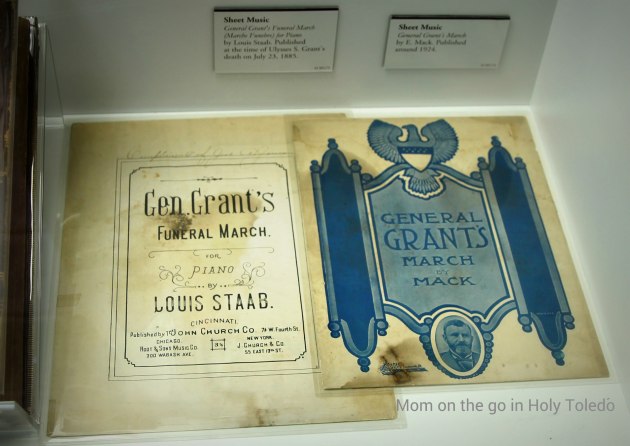 Sheet Music
General Grant's Funeral March
(Marche Funebre) for Piano
by Louis Staab. Published
at the time of Ulysses S. Grant's
death on July 23, 1885.
Sheet Music
General Grant's March
by E. Mack. Published
around 1924.
Gen. Grant's
FUNERAL MARCH.
FOR
PIANO
BY
LOUIS STAAB.
CINCINNATI.
Published by JOHN CHURCH CO. 74 W. Fourth St.
CHICAGO. NEW YORK.
ROOT & SONS MUSIC CO. J. CHURCH & CO.
200 WABASH AVE. 55 EAST 13th ST.
GENERAL
GRANT'S
MARCH
BY
MACK
Mom on the go in Holy Toledo